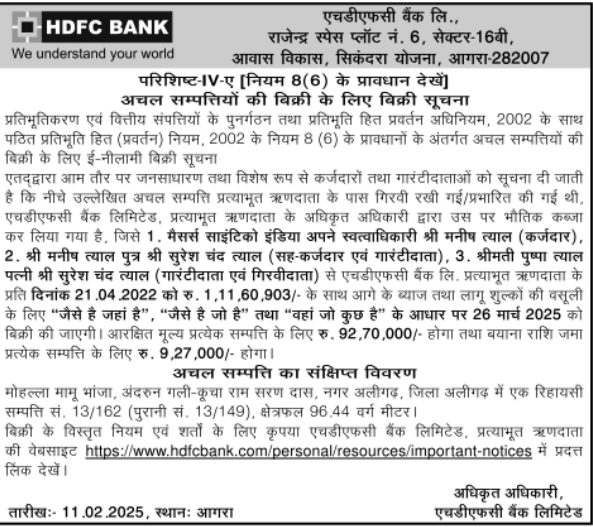 HDFC BANK
We understand your world
एचडीएफसी बैंक लि.,
राजेन्द्र स्पेस प्लॉट नं. 6, सेक्टर-16बी,
आवास विकास, सिकंदरा योजना, आगरा-282007
परिशिष्ट-IV-ए [नियम 8(6) के प्रावधान देखें]
अचल सम्पत्तियों की बिक्री के लिए बिक्री सूचना
प्रतिभूतिकरण एवं वित्तीय संपत्तियों के पुनर्गठन तथा प्रतिभूति हित प्रवर्तन अधिनियम, 2002 के साथ
पठित प्रतिभूति हित (प्रवर्तन) नियम, 2002 के नियम 8 (6) के प्रावधानों के अंतर्गत अचल सम्पत्तियों की
बिक्री के लिए ई-नीलामी बिक्री सूचना
एतद्द्वारा आम तौर पर जनसाधारण तथा विशेष रूप से कर्जदारों तथा गारंटीदाताओं को सूचना दी जाती
है कि नीचे उल्लेखित अचल सम्पत्ति प्रत्याभूत ऋणदाता के पास गिरवी रखी गई/प्रभारित की गई थी,
एचडीएफसी बैंक लिमिटेड, प्रत्याभूत ऋणदाता के अधिकृत अधिकारी द्वारा उस पर भौतिक कब्जा
कर लिया गया है, जिसे 1. मैसर्स साइंटिको इंडिया अपने स्वत्वाधिकारी श्री मनीष त्याल (कर्जदार),
2. श्री मनीष त्याल पुत्र श्री सुरेश चंद त्याल (सह-कर्जदार एवं गारंटीदाता), 3. श्रीमती पुष्पा त्याल
पत्नी श्री सुरेश चंद त्याल (गारंटीदाता एवं गिरवीदाता) से एचडीएफसी बैंक लि. प्रत्याभूत ऋणदाता के
प्रति दिनांक 21.04.2022 को रु. 1,11,60,903/- के साथ आगे के ब्याज तथा लागू शुल्कों की वसूली
के लिए "जैसे है जहां है", "जैसे है जो है" तथा "वहां जो कुछ है" के आधार पर 26 मार्च 2025 को
बिक्री की जाएगी। आरक्षित मूल्य प्रत्येक सम्पत्ति के लिए रु. 92,70,000/- होगा तथा बयाना राशि जमा
प्रत्येक सम्पत्ति के लिए रु. 9,27,000/- होगा।
अचल सम्पत्ति का संक्षिप्त विवरण
मोहल्ला मामू भांजा, अंदरुन गली-कूचा राम सरण दास, नगर अलीगढ़, जिला अलीगढ़ में एक रिहायसी
सम्पत्ति सं. 13/162 (पुरानी सं. 13/149), क्षेत्रफल 96.44 वर्ग मीटर।
बिक्री के विस्तृत नियम एवं शर्तों के लिए कृपया एचडीएफसी बैंक लिमिटेड, प्रत्याभूत ऋणदाता
की वेबसाइट https://www.hdfcbank.com/personal/resources/important-notices में प्रदत्त
लिंक देखें।
अधिकृत अधिकारी,
तारीखः- 11.02.2025, स्थानः आगरा
एचडीएफसी बैंक लिमिटेड